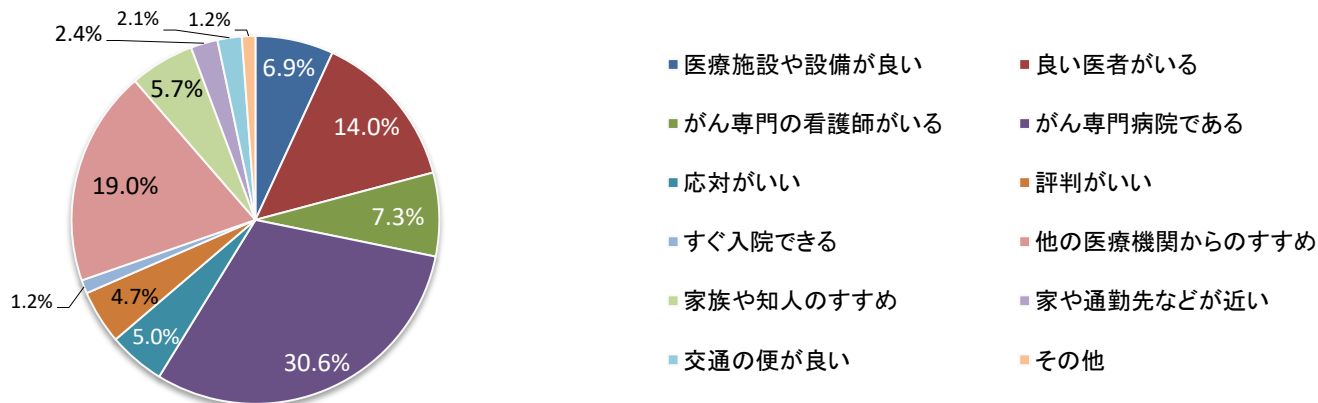 2.1%
1.2%
2.4%
6.9%
5.7%
14.0%
19.0%
7.3%
1.2%
4.7%
5.0%
30.6%
医療施設や設備が良い
良い医者がいる
がん専門の看護師がいる
がん専門病院である
応対がいい
評判がいい
すぐ入院できる
他の医療機関からのすすめ
家族や知人のすすめ
家や通勤先などが近い
交通の便が良い
その他